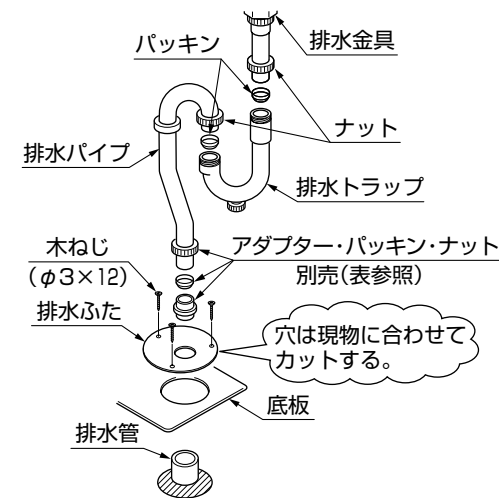 排水金具
パッキン
ナット
排水パイプ
排水トラップ
木ねじ
(φ3×12)
アダプター・パッキン・ナット
別売(表参照)
排水ふた
穴は現物に合わせて
カットする。
底板
排水管